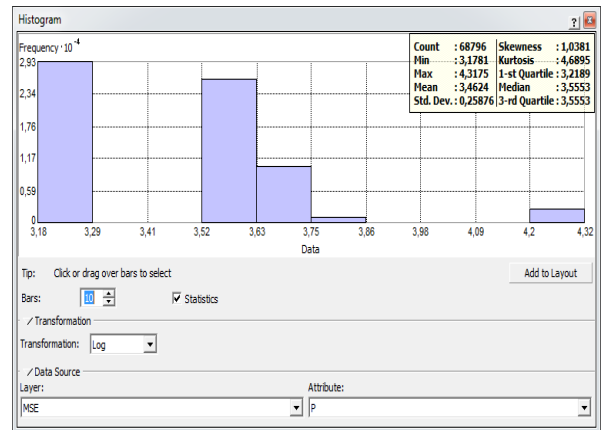 Histogram
?
Frequency · 10 -4
Count : 68796 Skewness : 1,0381
Min : 3,1781 Kurtosis : 4,6895
Max : 4,3175 1-st Quartile : 3,2189
Mean : 3,4624 Median : 3,5553
Std. Dev. : 0,25876 3-rd Quartile : 3,5553
2,93
2,34
1,76
1,17
0,59
0
3,18 3,29 3,41 3,52 3,63 3,75 3,86 3,98 4,09 4,2 4,32
Data
Tip: Click or drag over bars to select
Add to Layout
Bars: 10 Statistics
Transformation
Transformation: Log
Data Source
Layer: Attribute:
MSE P